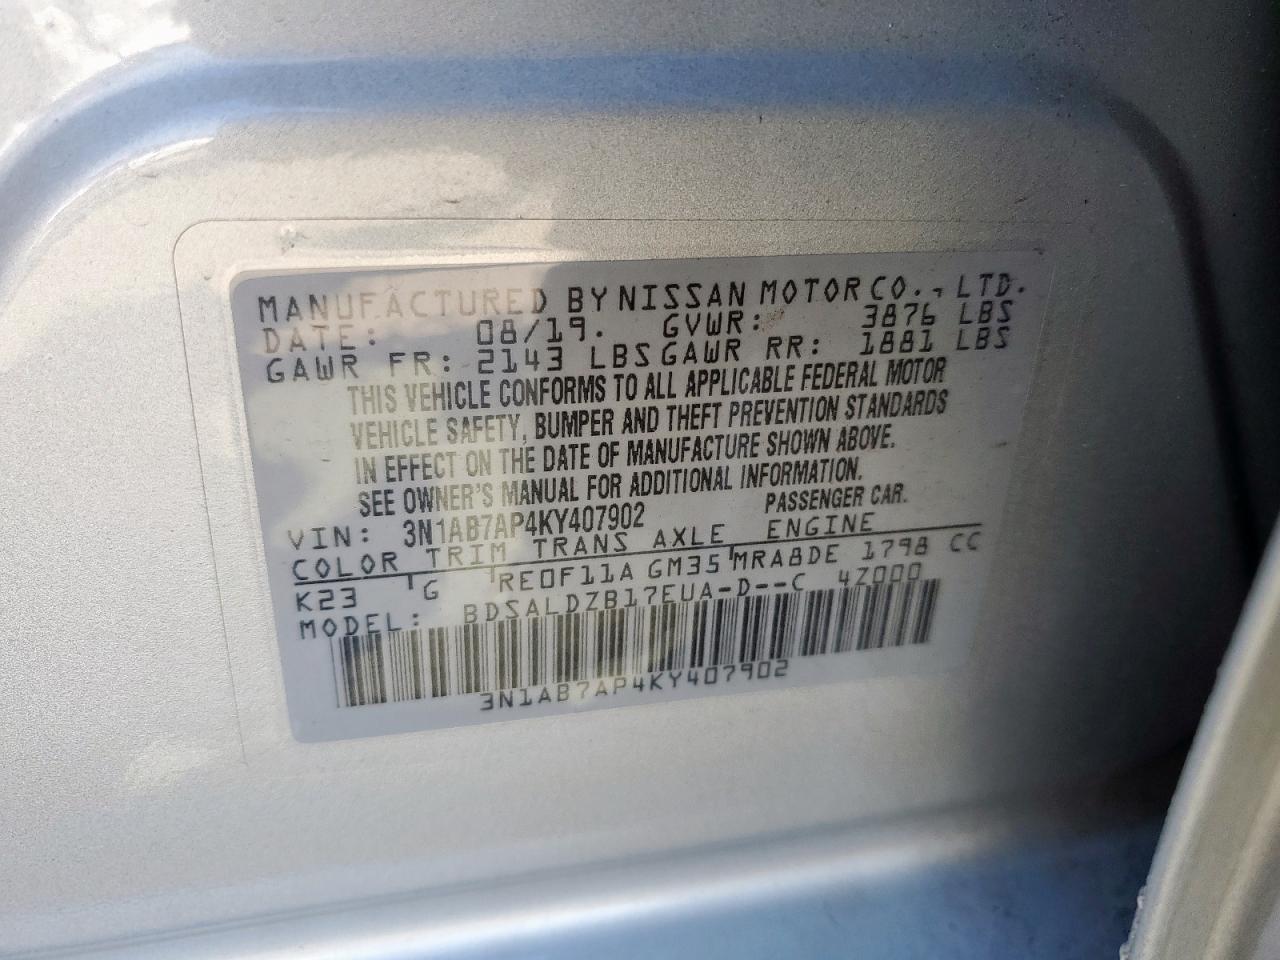 MANUFACTURED BY NISSAN MOTOR CO., LTD.
DATE: 08/19. GVWR: 3876 LBS
GAWR FR: 2143 LBS GAWR RR: 1881 LBS
THIS VEHICLE CONFORMS TO ALL APPLICABLE FEDERAL MOTOR
VEHICLE SAFETY, BUMPER AND THEFT PREVENTION STANDARDS
IN EFFECT ON THE DATE OF MANUFACTURE SHOWN ABOVE.
SEE OWNER'S MANUAL FOR ADDITIONAL INFORMATION.
VIN: 3N1AB7AP4KY407902 PASSENGER CAR.
COLOR TRIM TRANS AXLE ENGINE
K23 G RE0F11A GM35 MRA8DE 1798 CC
MODEL: BDSALDZB17EUA-D--C 4Z000
3N1AB7AP4KY407902